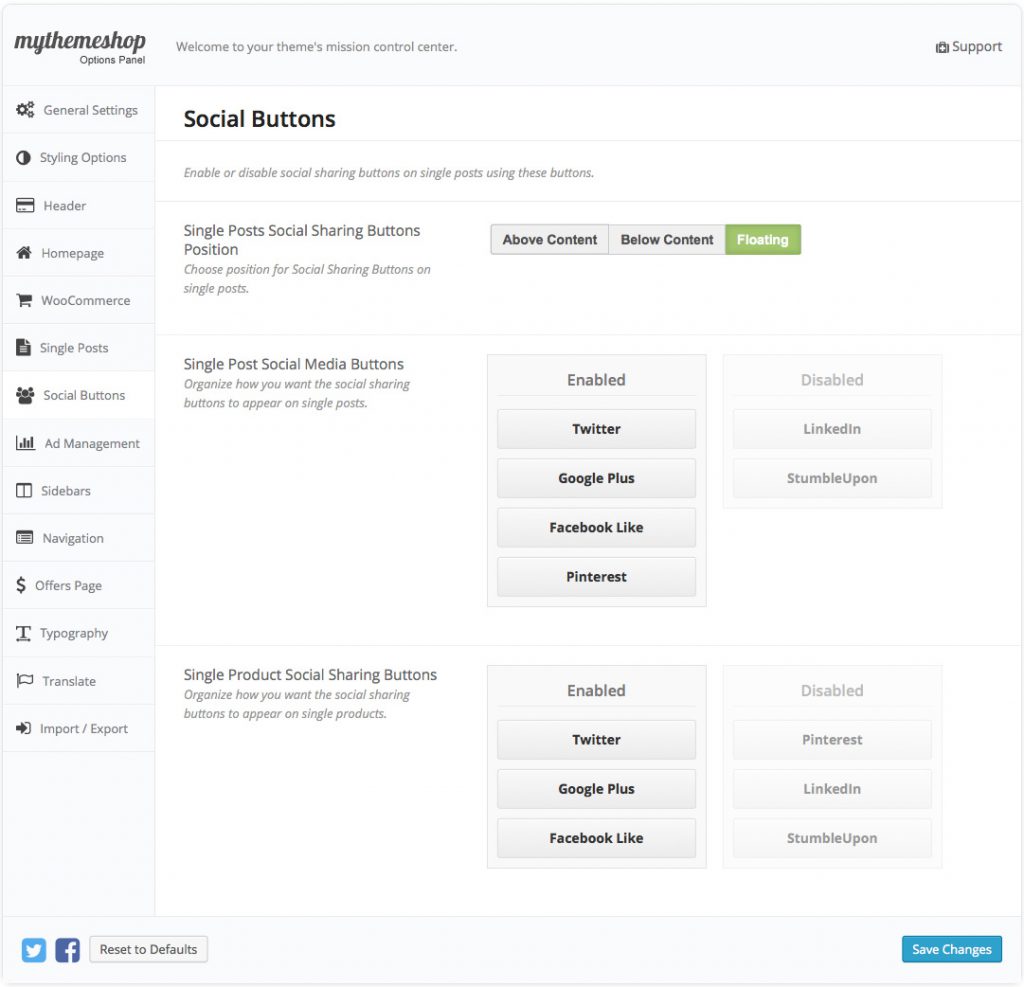 mythemeshop
Options Panel
Welcome to your theme's mission control center.
Support
General Settings
Styling Options
Header
Homepage
WooCommerce
Single Posts
Social Buttons
Ad Management
Sidebars
Navigation
Offers Page
Typography
Translate
Import / Export
Social Buttons
Enable or disable social sharing buttons on single posts using these buttons.
Single Posts Social Sharing Buttons
Position
Choose position for Social Sharing Buttons on
single posts.
Above Content
Below Content
Floating
Single Post Social Media Buttons
Organize how you want the social sharing
buttons to appear on single posts.
Enabled
Twitter
Google Plus
Facebook Like
Pinterest
Disabled
LinkedIn
StumbleUpon
Single Product Social Sharing Buttons
Organize how you want the social sharing
buttons to appear on single products.
Enabled
Twitter
Google Plus
Facebook Like
Disabled
Pinterest
LinkedIn
StumbleUpon
Reset to Defaults
Save Changes